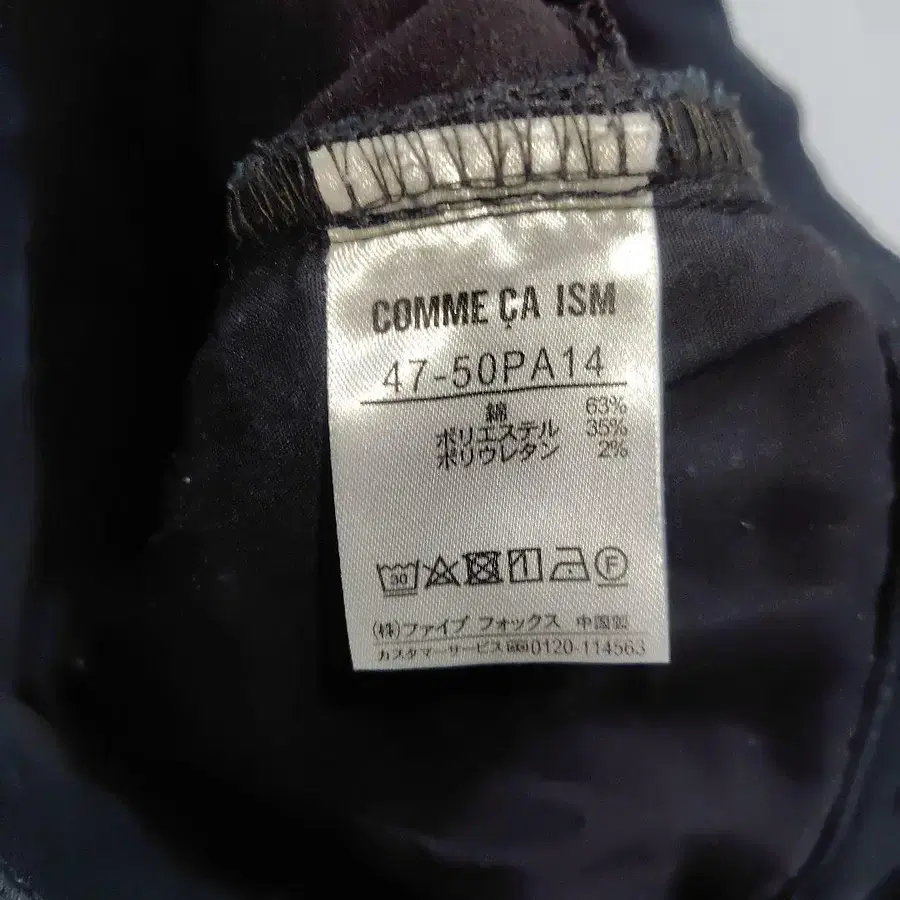 COMME ÇA ISM
47-50PA14
綿 63%
ポリエステル 35%
ポリウレタン 2%
30
F
(株)ファイブ フォックス 中国製
カスタマーサービス 0120-114563